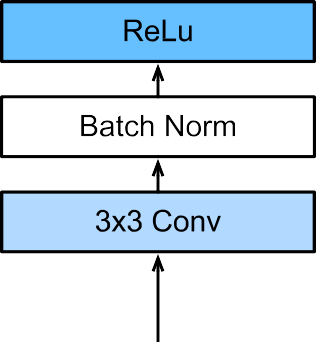 ReLu
Batch Norm
3x3 Conv